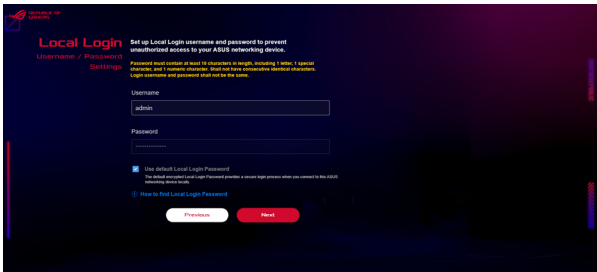 REPUBLIC OF
GAMERS
Local Login
Username / Password
Settings
Set up Local Login username and password to prevent
unauthorized access to your ASUS networking device.
Password must contain at least 10 characters in length, including 1 letter, 1 special
character, and 1 numeric character. Shall not have consecutive identical characters.
Login username and password shall not be the same.
Username
admin
Password
Use default Local Login Password
The default encrypted Local Login Password provides a secure login process when you connect to this ASUS
networking device locally.
How to find Local Login Password
Previous
Next